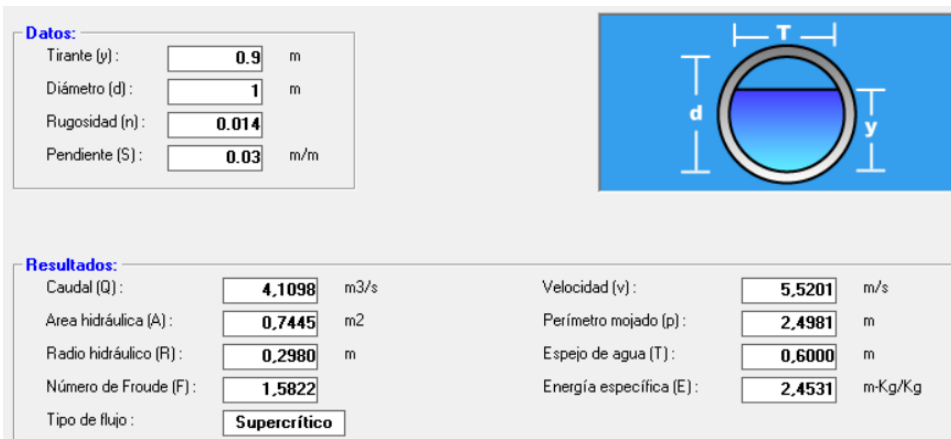 Datos:
Tirante (y) : 0.9 m
Diámetro (d) : 1 m
Rugosidad (n) : 0.014
Pendiente (S) : 0.03 m/m
T
d
y
Resultados:
Caudal (Q) : 4,1098 m3/s Velocidad (v) : 5,5201 m/s
Area hidráulica (A) : 0,7445 m2 Perímetro mojado (p) : 2,4981 m
Radio hidráulico (R) : 0,2980 m Espejo de agua (T) : 0,6000 m
Número de Froude (F) : 1,5822 Energía específica (E) : 2,4531 m-Kg/Kg
Tipo de flujo : Supercrítico